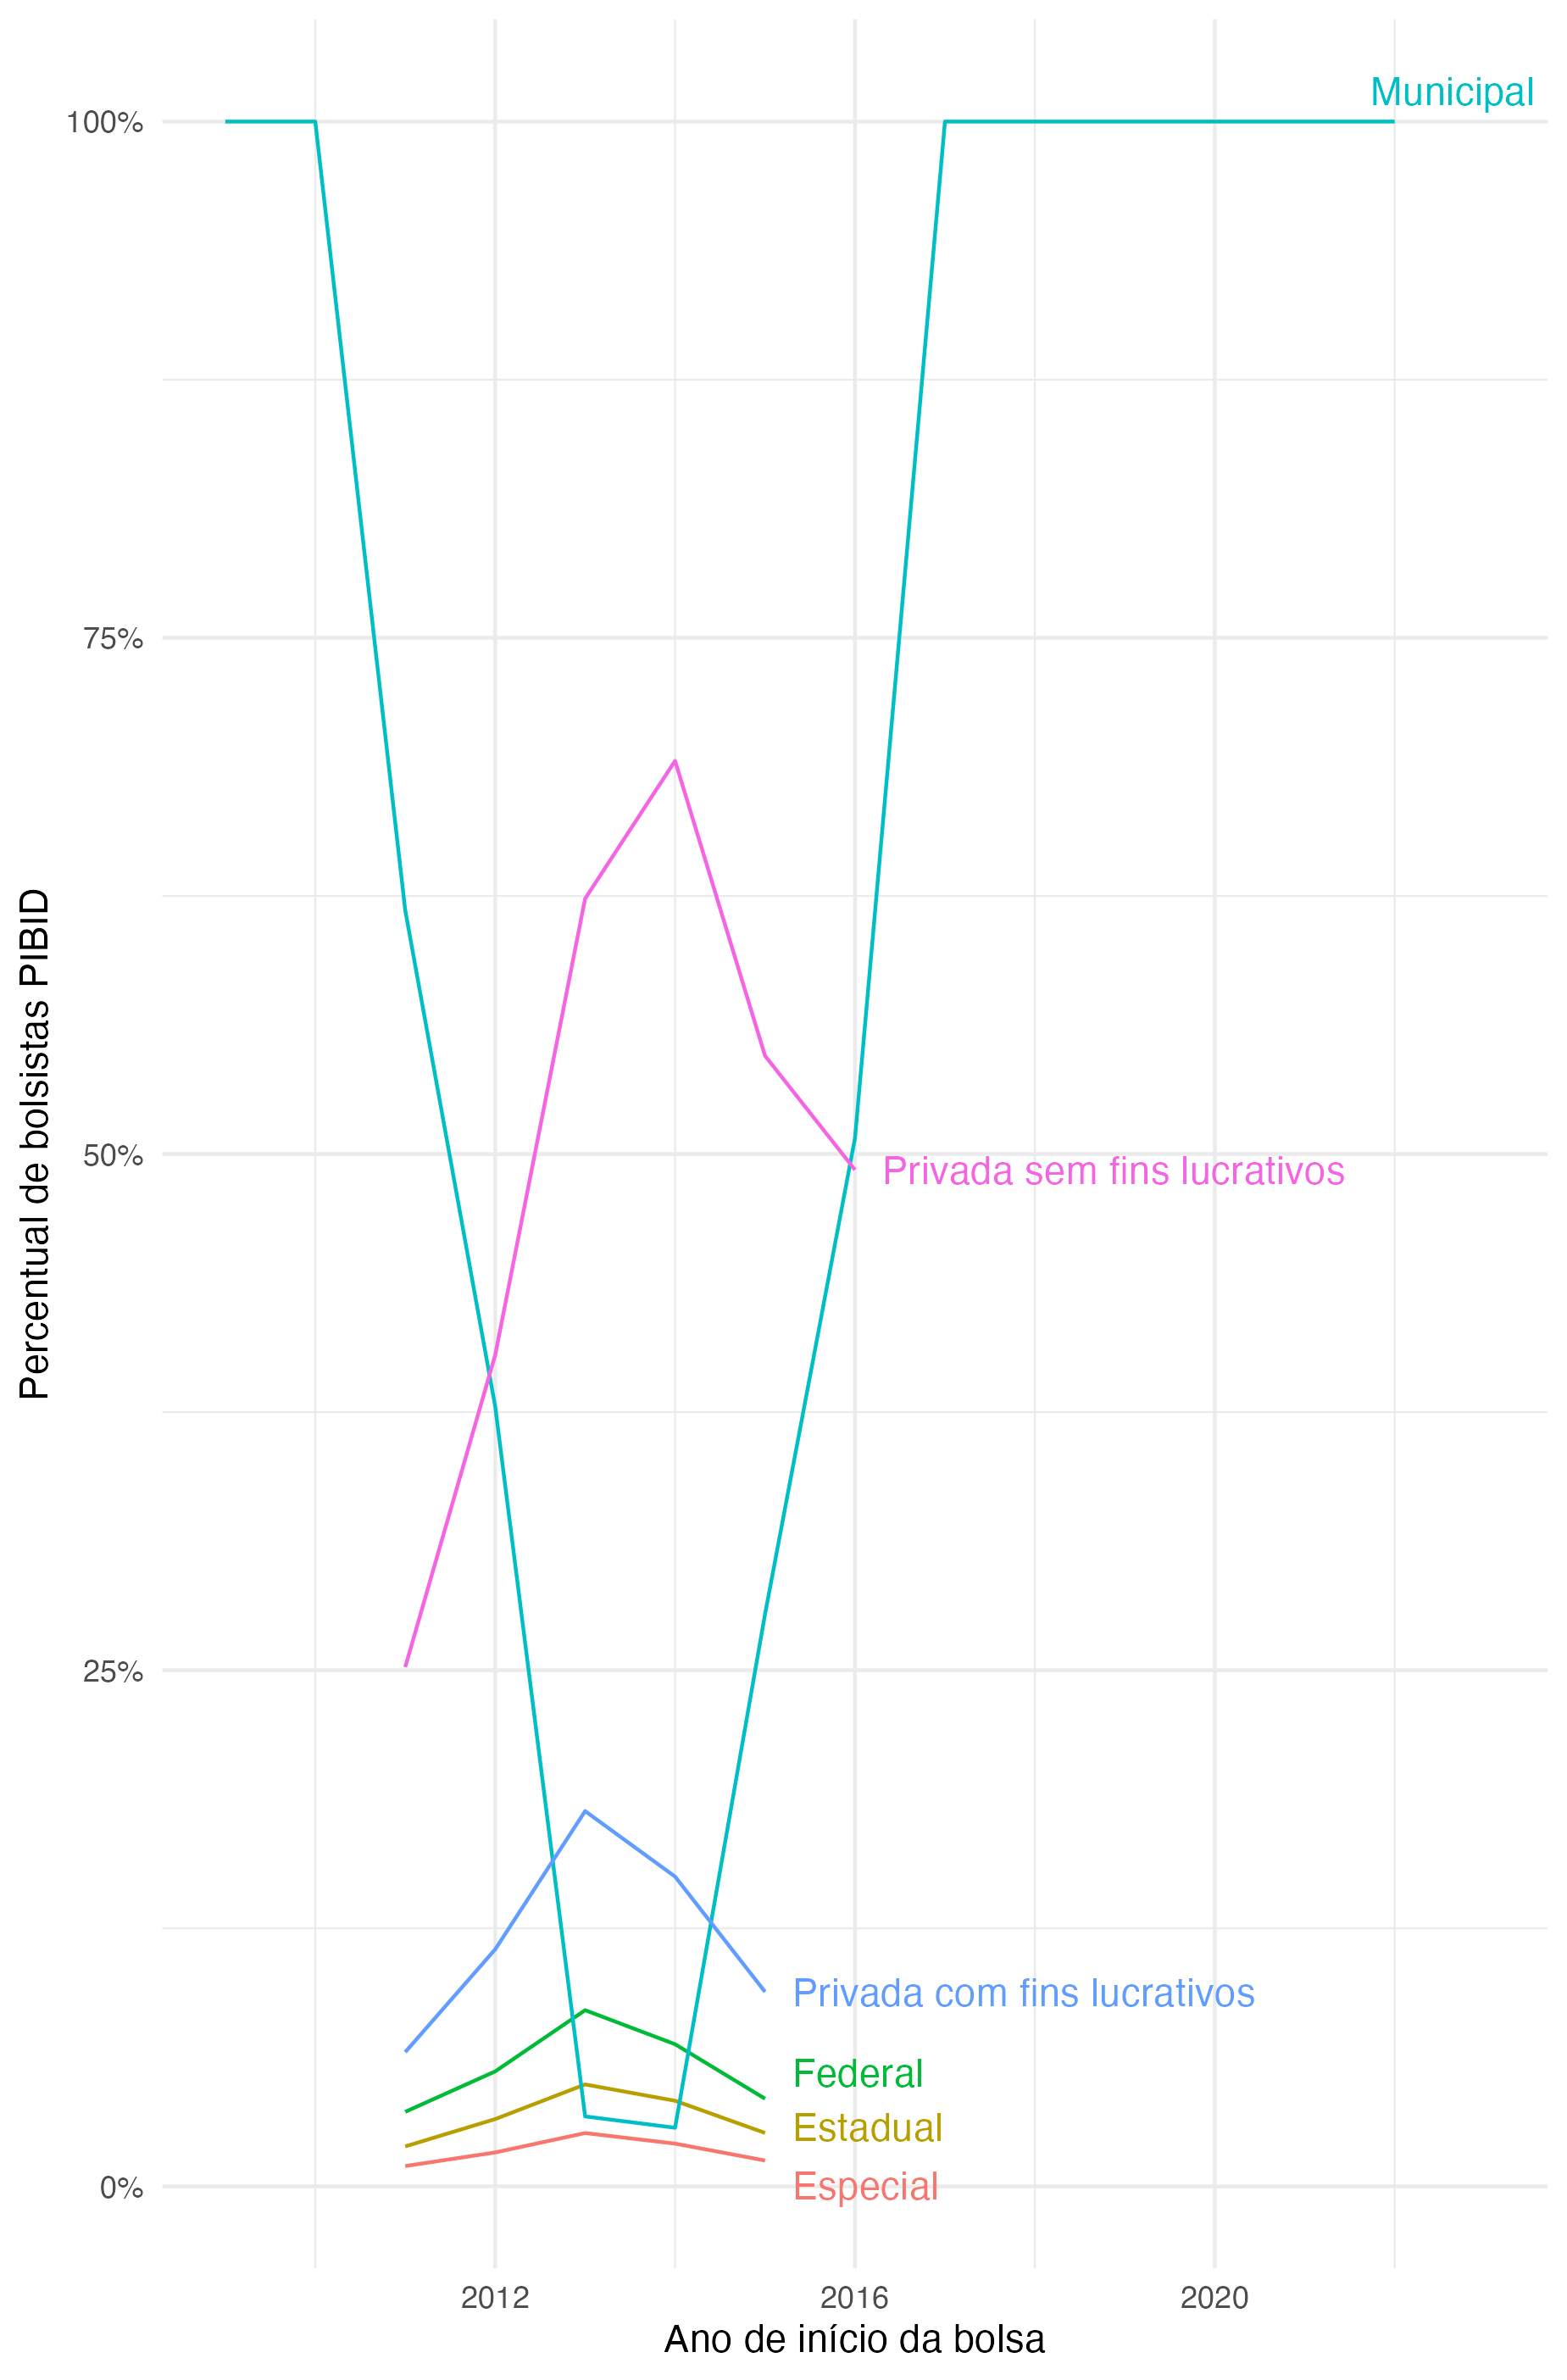 Municipal
100%
75%
Percentual de bolsistas PIBID
50%
Privada sem fins lucrativos
25%
Privada com fins lucrativos
Federal
Estadual
Especial
0%
2012
2016
2020
Ano de início da bolsa